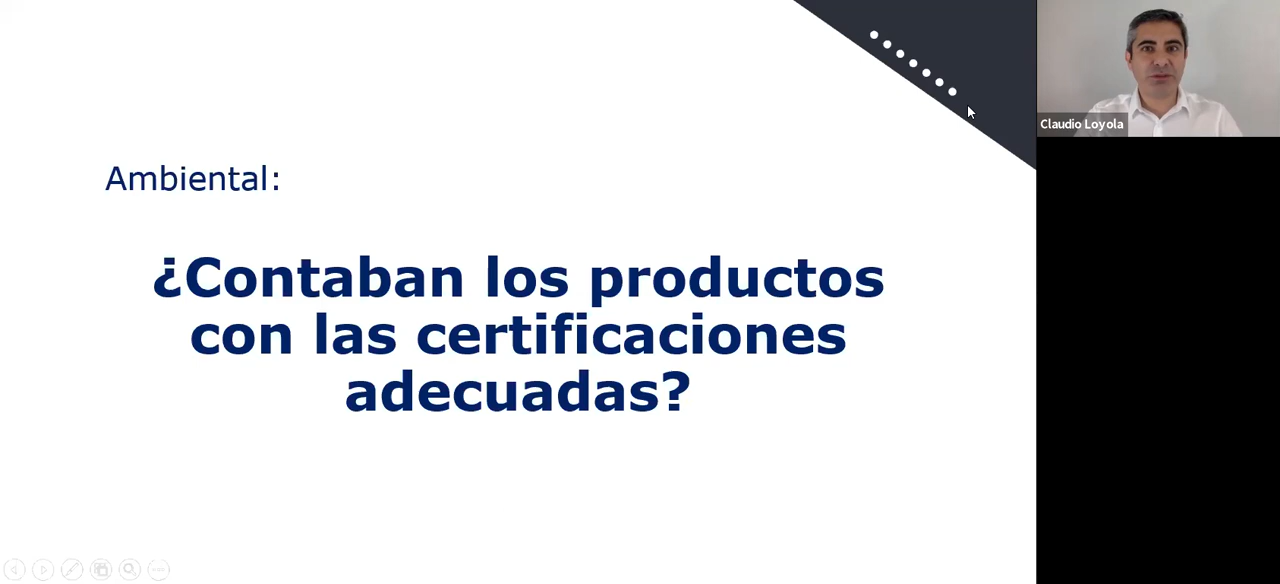 Ambiental:
¿Contaban los productos
con las certificaciones
adecuadas?
Claudio Loyola